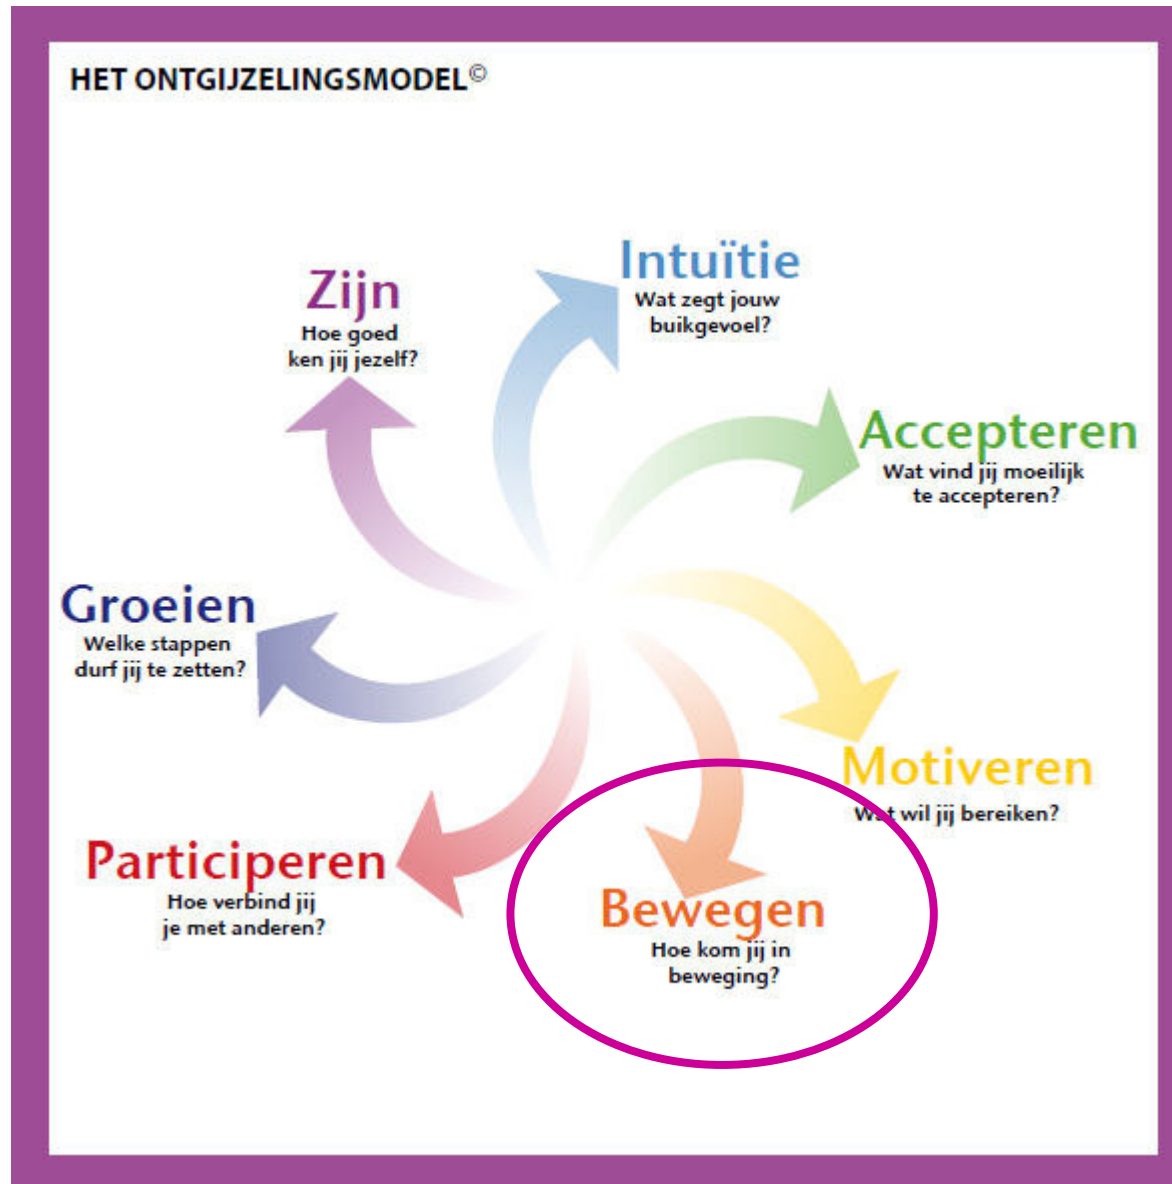 HET ONTGIJZELINGSMODEL©
Intuïtie
Wat zegt jouw
buikgevoel?
Zijn
Hoe goed
ken jij jezelf?
Accepteren
Wat vind jij moeilijk
te accepteren?
Groeien
Welke stappen
durf jij te zetten?
Motiveren
Wat wil jij bereiken?
Participeren
Hoe verbind jij
je met anderen?
Bewegen
Hoe kom jij in
beweging?